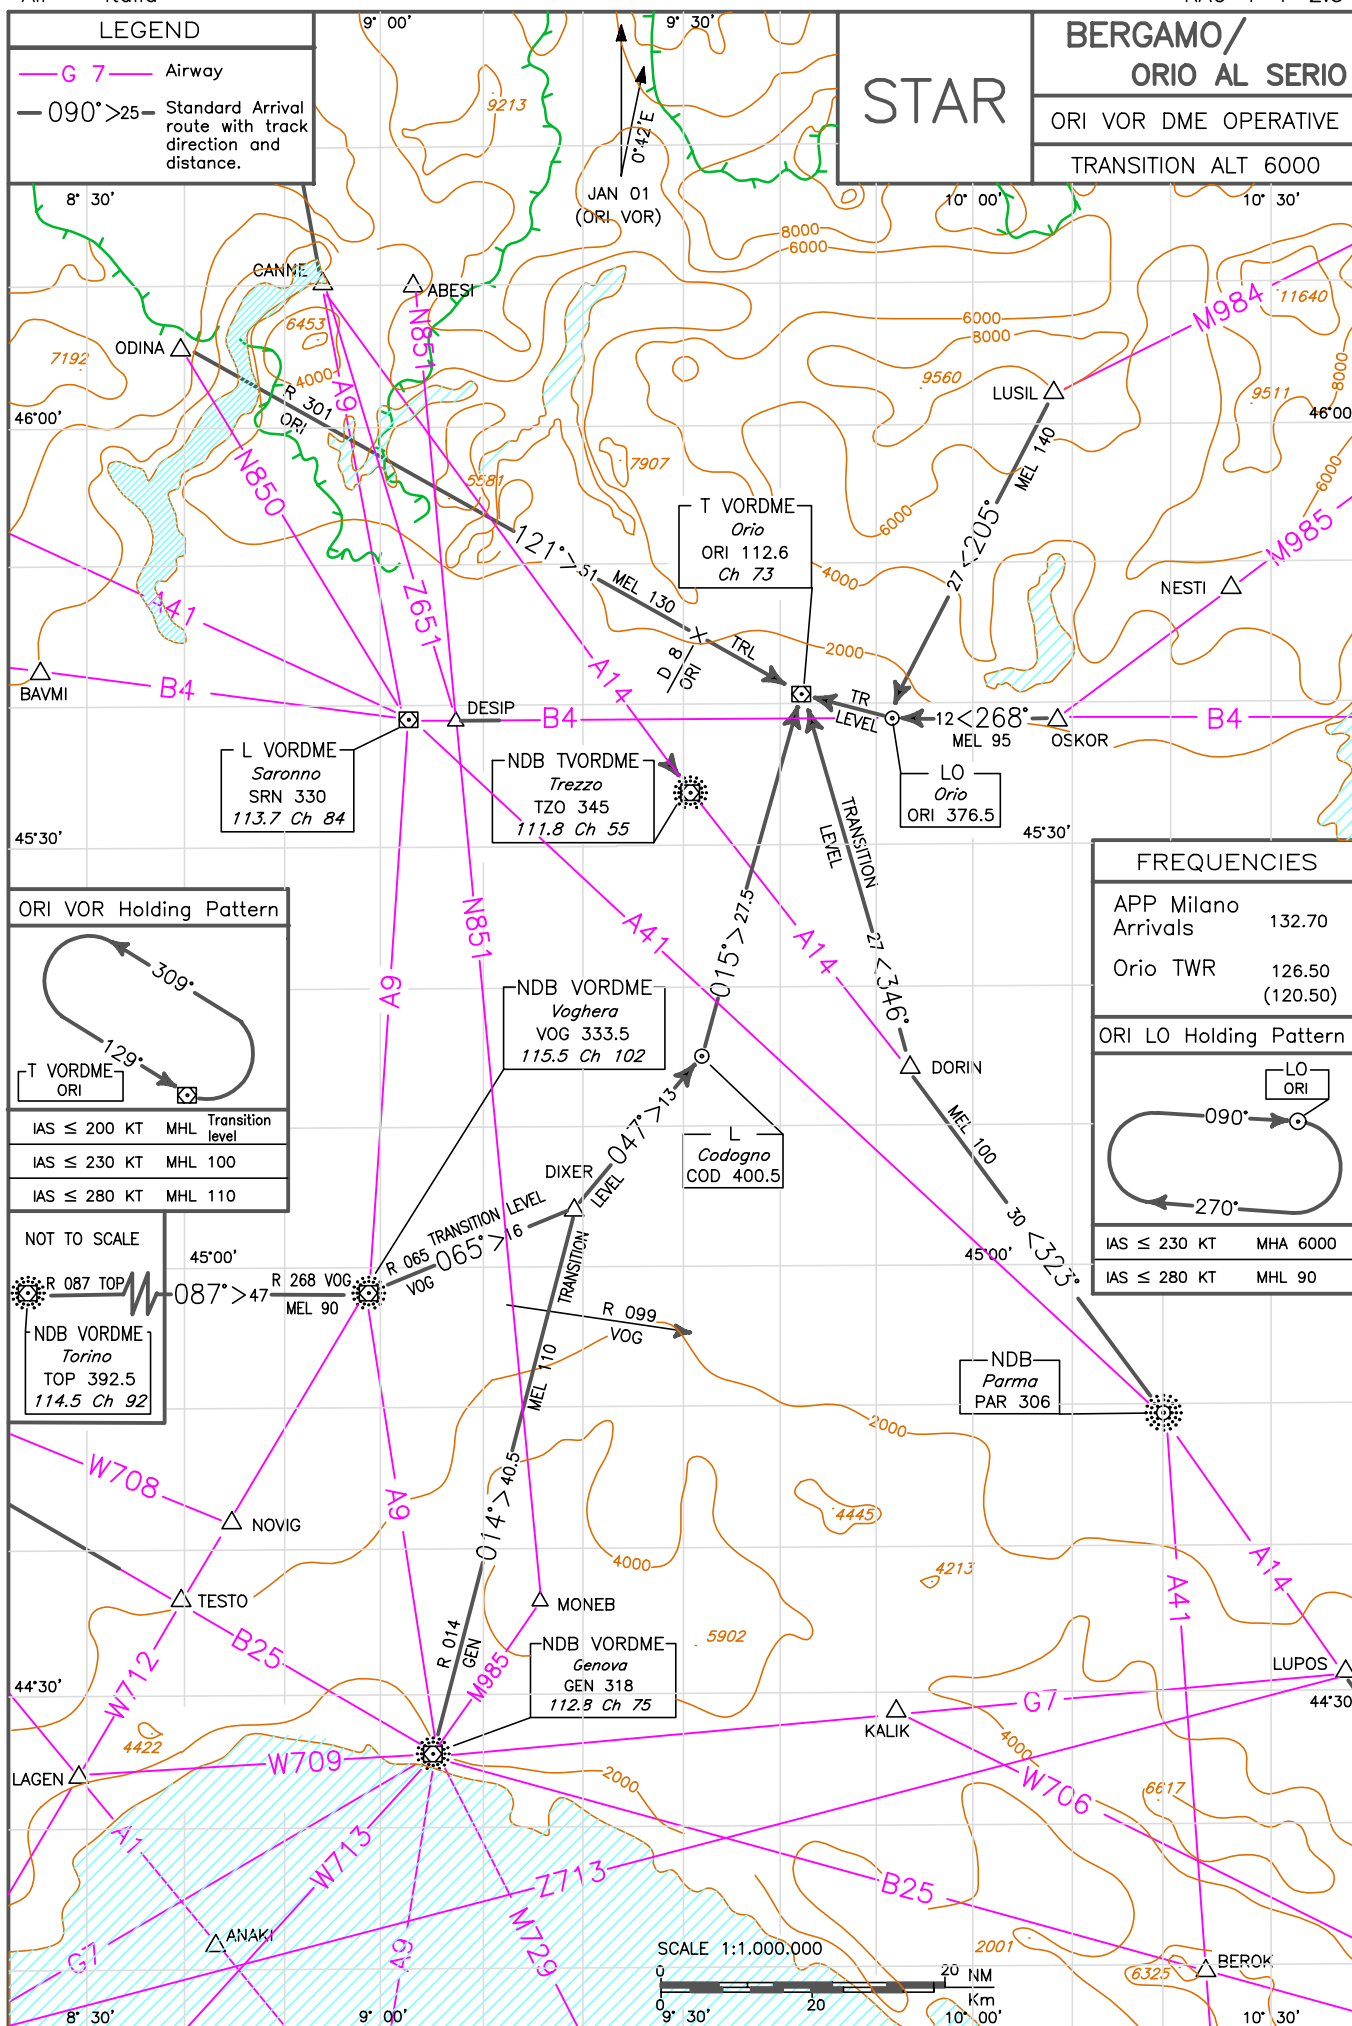 LEGEND
G 7 Airway
090°>25 Standard Arrival
route with track
direction and
distance.
9° 00'
9° 30'
STAR
BERGAMO/
ORIO AL SERIO
ORI VOR DME OPERATIVE
TRANSITION ALT 6000
0°42'E
JAN 01
(ORI VOR)
9213
8° 30'
10° 00'
10° 30'
8000
6000
CANNE
ABESI
N851
6453
ODINA
7192
4000
A9
R 301
ORI
M984
11640
6000
8000
9560
LUSIL
9511
8000
46°00'
46°00'
MEL 140
N850
5581
7907
6000
6000
T VORDME
Orio
ORI 112.6
Ch 73
121°>51
MEL 130
27<205°
M985
NESTI
4000
A41
Z651
TRL
D 8
ORI
2000
A14
BAVMI
B4
DESIP
B4
TR
LEVEL
12<268°
MEL 95
OSKOR
B4
L VORDME
Saronno
SRN 330
113.7 Ch 84
NDB TVORDME
Trezzo
TZO 345
111.8 Ch 55
LO
Orio
ORI 376.5
TRANSITION
LEVEL
45°30'
45°30'
ORI VOR Holding Pattern
309°
129°
T VORDME
ORI
IAS ≤ 200 KT MHL Transition
level
IAS ≤ 230 KT MHL 100
IAS ≤ 280 KT MHL 110
FREQUENCIES
APP Milano
Arrivals 132.70
Orio TWR 126.50
(120.50)
ORI LO Holding Pattern
LO
ORI
090°
270°
IAS ≤ 230 KT MHA 6000
IAS ≤ 280 KT MHL 90
N851
A41
A14
A9
015°>27.5
27<346°
NDB VORDME
Voghera
VOG 333.5
115.5 Ch 102
DORIN
MEL 100
L
Codogno
COD 400.5
047°>13
DIXER
LEVEL
TRANSITION
R 065 TRANSITION LEVEL
VOG
065°>16
30<323°
NOT TO SCALE
45°00'
45°00'
R 087 TOP
087°>47
R 268 VOG
MEL 90
NDB VORDME
Torino
TOP 392.5
114.5 Ch 92
R 099
VOG
MEL 110
NDB
Parma
PAR 306
2000
W708
A9
014°>40.5
4445
NOVIG
4000
4213
A14
A41
TESTO
MONEB
B25
R 014
GEN
M985
5902
NDB VORDME
Genova
GEN 318
112.8 Ch 75
W712
LUPOS
44°30'
44°30'
G7
KALIK
4422
4000
W709
LAGEN
2000
W706
6617
A1
W713
Z713
B25
M729
G7
ANAKI
A9
SCALE 1:1.000.000
0 20 NM
0 20 Km
2001
6325
BEROK
8° 30'
9° 00'
9° 30'
10° 00'
10° 30'